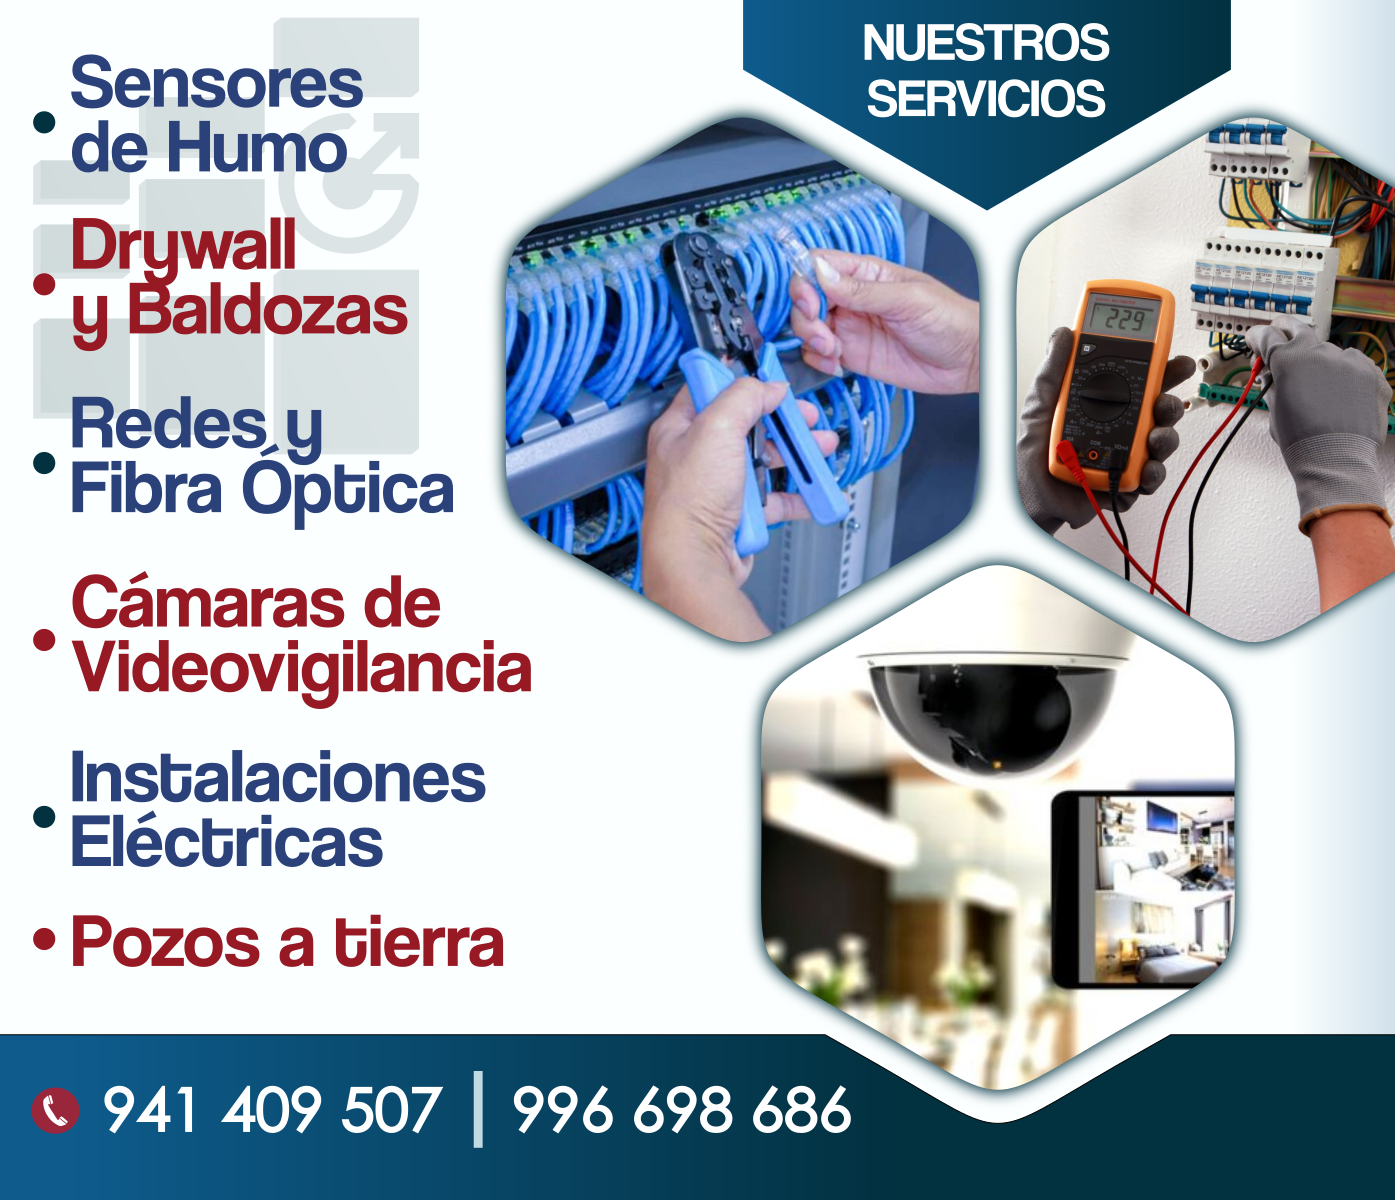 NUESTROS
SERVICIOS
Sensores
de Humo
Drywall
y Baldozas
Redes y
Fibra Óptica
Cámaras de
Videovigilancia
Instalaciones
Eléctricas
Pozos a tierra
229
941 409 507 | 996 698 686